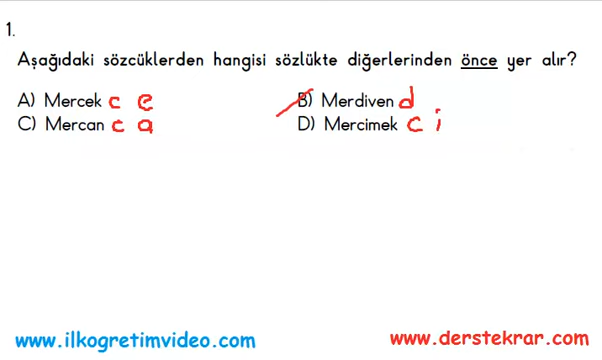 1.
Aşağıdaki sözcüklerden hangisi sözlükte diğerlerinden önce yer alır?
A) Mercek c e B) Merdiven d
C) Mercan c a D) Mercimek c i
www.ilkogretimvideo.com www.derstekrar.com